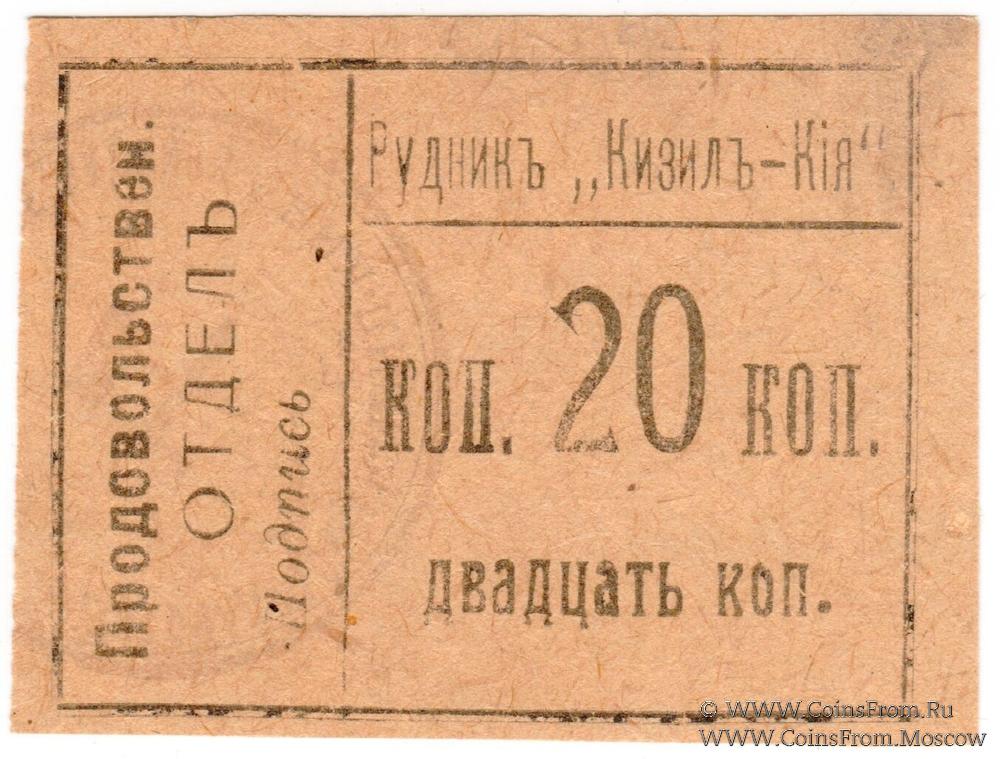 Продовольствен.
ОТДЕЛЪ
Подпись
Рудникъ „Кизилъ-Кія“
КОП. 20 КОП.
двадцать коп.
© WWW.CoinsFrom.Ru
WWW.CoinsFrom.Moscow